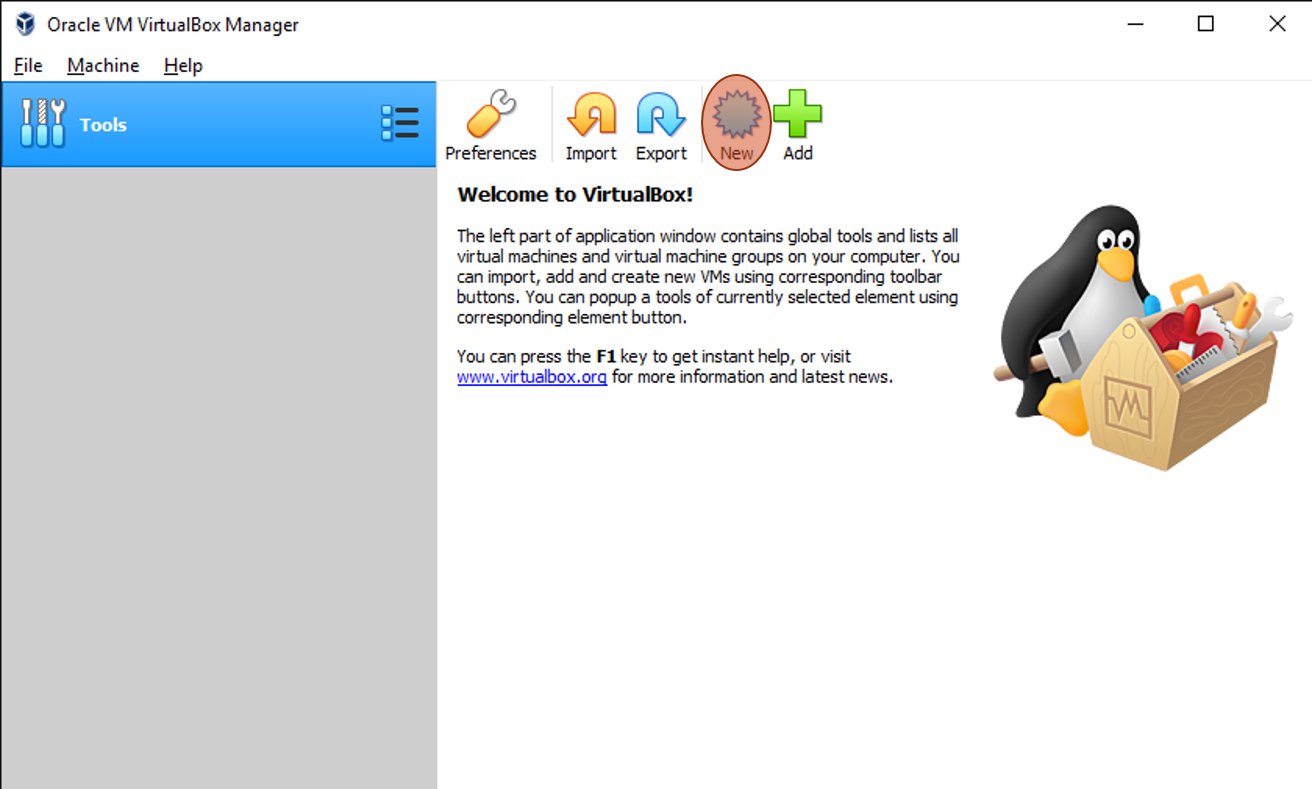 Oracle VM VirtualBox Manager
File Machine Help
Tools
Preferences Import Export New Add
Welcome to VirtualBox!
The left part of application window contains global tools and lists all
virtual machines and virtual machine groups on your computer. You
can import, add and create new VMs using corresponding toolbar
buttons. You can popup a tools of currently selected element using
corresponding element button.
You can press the F1 key to get instant help, or visit
www.virtualbox.org for more information and latest news.